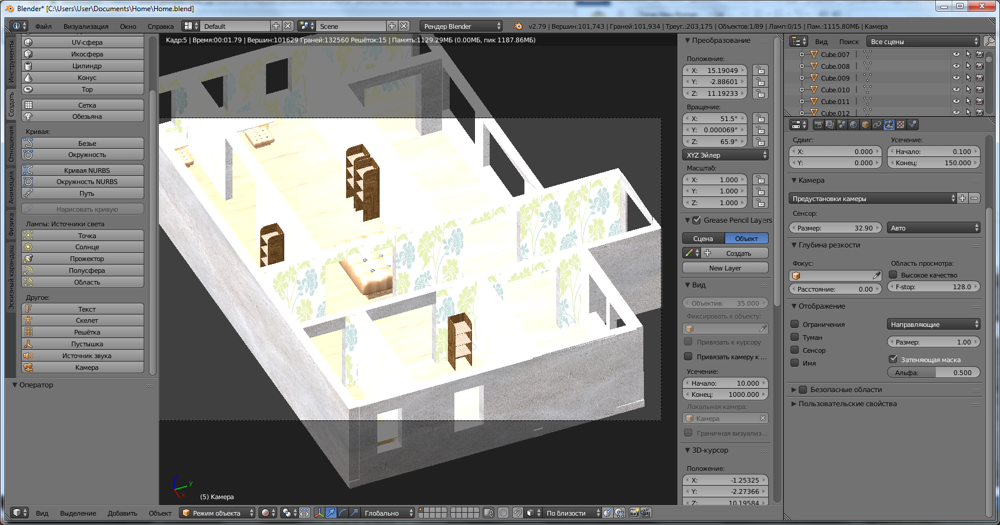 Blender* [C:\Users\User\Documents\Home\Home.blend]
Файл Визуализация Окно Справка Default Scene Рендер Blender v2.79 | Вершин:101,743 | Граней:101,934 | Треуг.:203,175 | Объектов:1/89 | Ламп:0/15 | Пам.:1115.80МБ | Камера
Кадр:5 | Время:00:01.79 | Вершин:101629 Граней:132560 Решёток:15 | Память:1129.29МБ (0.00МБ, пик 1187.86МБ)
Инструменты
Создать
Отношения
Анимация
Физика
Эскизный карандаш
UV-сфера
Икосфера
Цилиндр
Конус
Тор
Сетка
Обезьяна
Кривая:
Безье
Окружность
Кривая NURBS
Окружность NURBS
Путь
Нарисовать кривую
Лампы: Источники света
Точка
Солнце
Прожектор
Полусфера
Область
Другое:
Текст
Скелет
Решётка
Пустышка
Источник звука
Камера
Оператор
z
y
x
(5) Камера
Вид Выделение Добавить Объект Режим объекта Глобально По близости
Преобразование
Положение:
X: 15.19049
Y: -2.88601
Z: 11.19233
Вращение:
X: 51.5°
Y: 0.000069°
Z: 65.9°
XYZ Эйлер
Масштаб:
X: 1.000
Y: 1.000
Z: 1.000
Grease Pencil Layers
Сцена Объект
Создать
New Layer
Вид
Объектив: 35.000
Фиксировать к объекту:
Привязать к курсору
Привязать камеру к ...
Усечение:
Начало: 10.000
Конец: 1000.000
Локальная камера:
Камера
Граничная визуализ...
3D-курсор
Положение:
X: -1.25325
Y: -2.27366
Z: 10.19584
Вид Поиск Все сцены
Cube.007
Cube.008
Cube.009
Cube.010
Cube.011
Cube.012
Сдвиг: Усечение:
X: 0.000 Начало: 0.100
Y: 0.000 Конец: 150.000
Камера
Предустановки камеры
Сенсор:
Размер: 32.90 Авто
Глубина резкости
Фокус: Область просмотра:
Высокое качество
Расстояние: 0.00 F-stop: 128.0
Отображение
Ограничения Направляющие
Туман Размер: 1.00
Сенсор Затеняющая маска
Имя Альфа: 0.500
Безопасные области
Пользовательские свойства